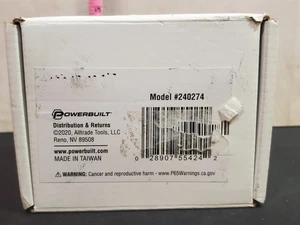 Model #240274
POWERBUILT
Distribution & Returns
©2020, Alltrade Tools, LLC
Reno, NV 89508
www.powerbuilt.com
MADE IN TAIWAN
0 28907 55424 2
WARNING: Cancer and reproductive harm - www.P65Warnings.ca.gov